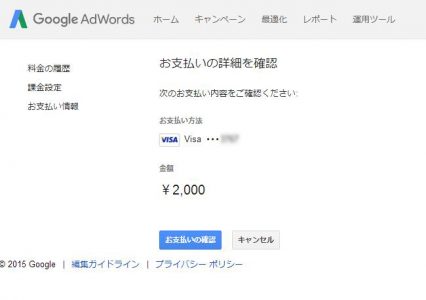 Google AdWords ホーム キャンペーン 最適化 レポート 運用ツール
料金の履歴
課金設定
お支払い情報
お支払いの詳細を確認
次のお支払い内容をご確認ください:
お支払い方法
VISA Visa •••
金額
￥2,000
お支払いの確認 キャンセル
© 2015 Google | 編集ガイドライン | プライバシー ポリシー